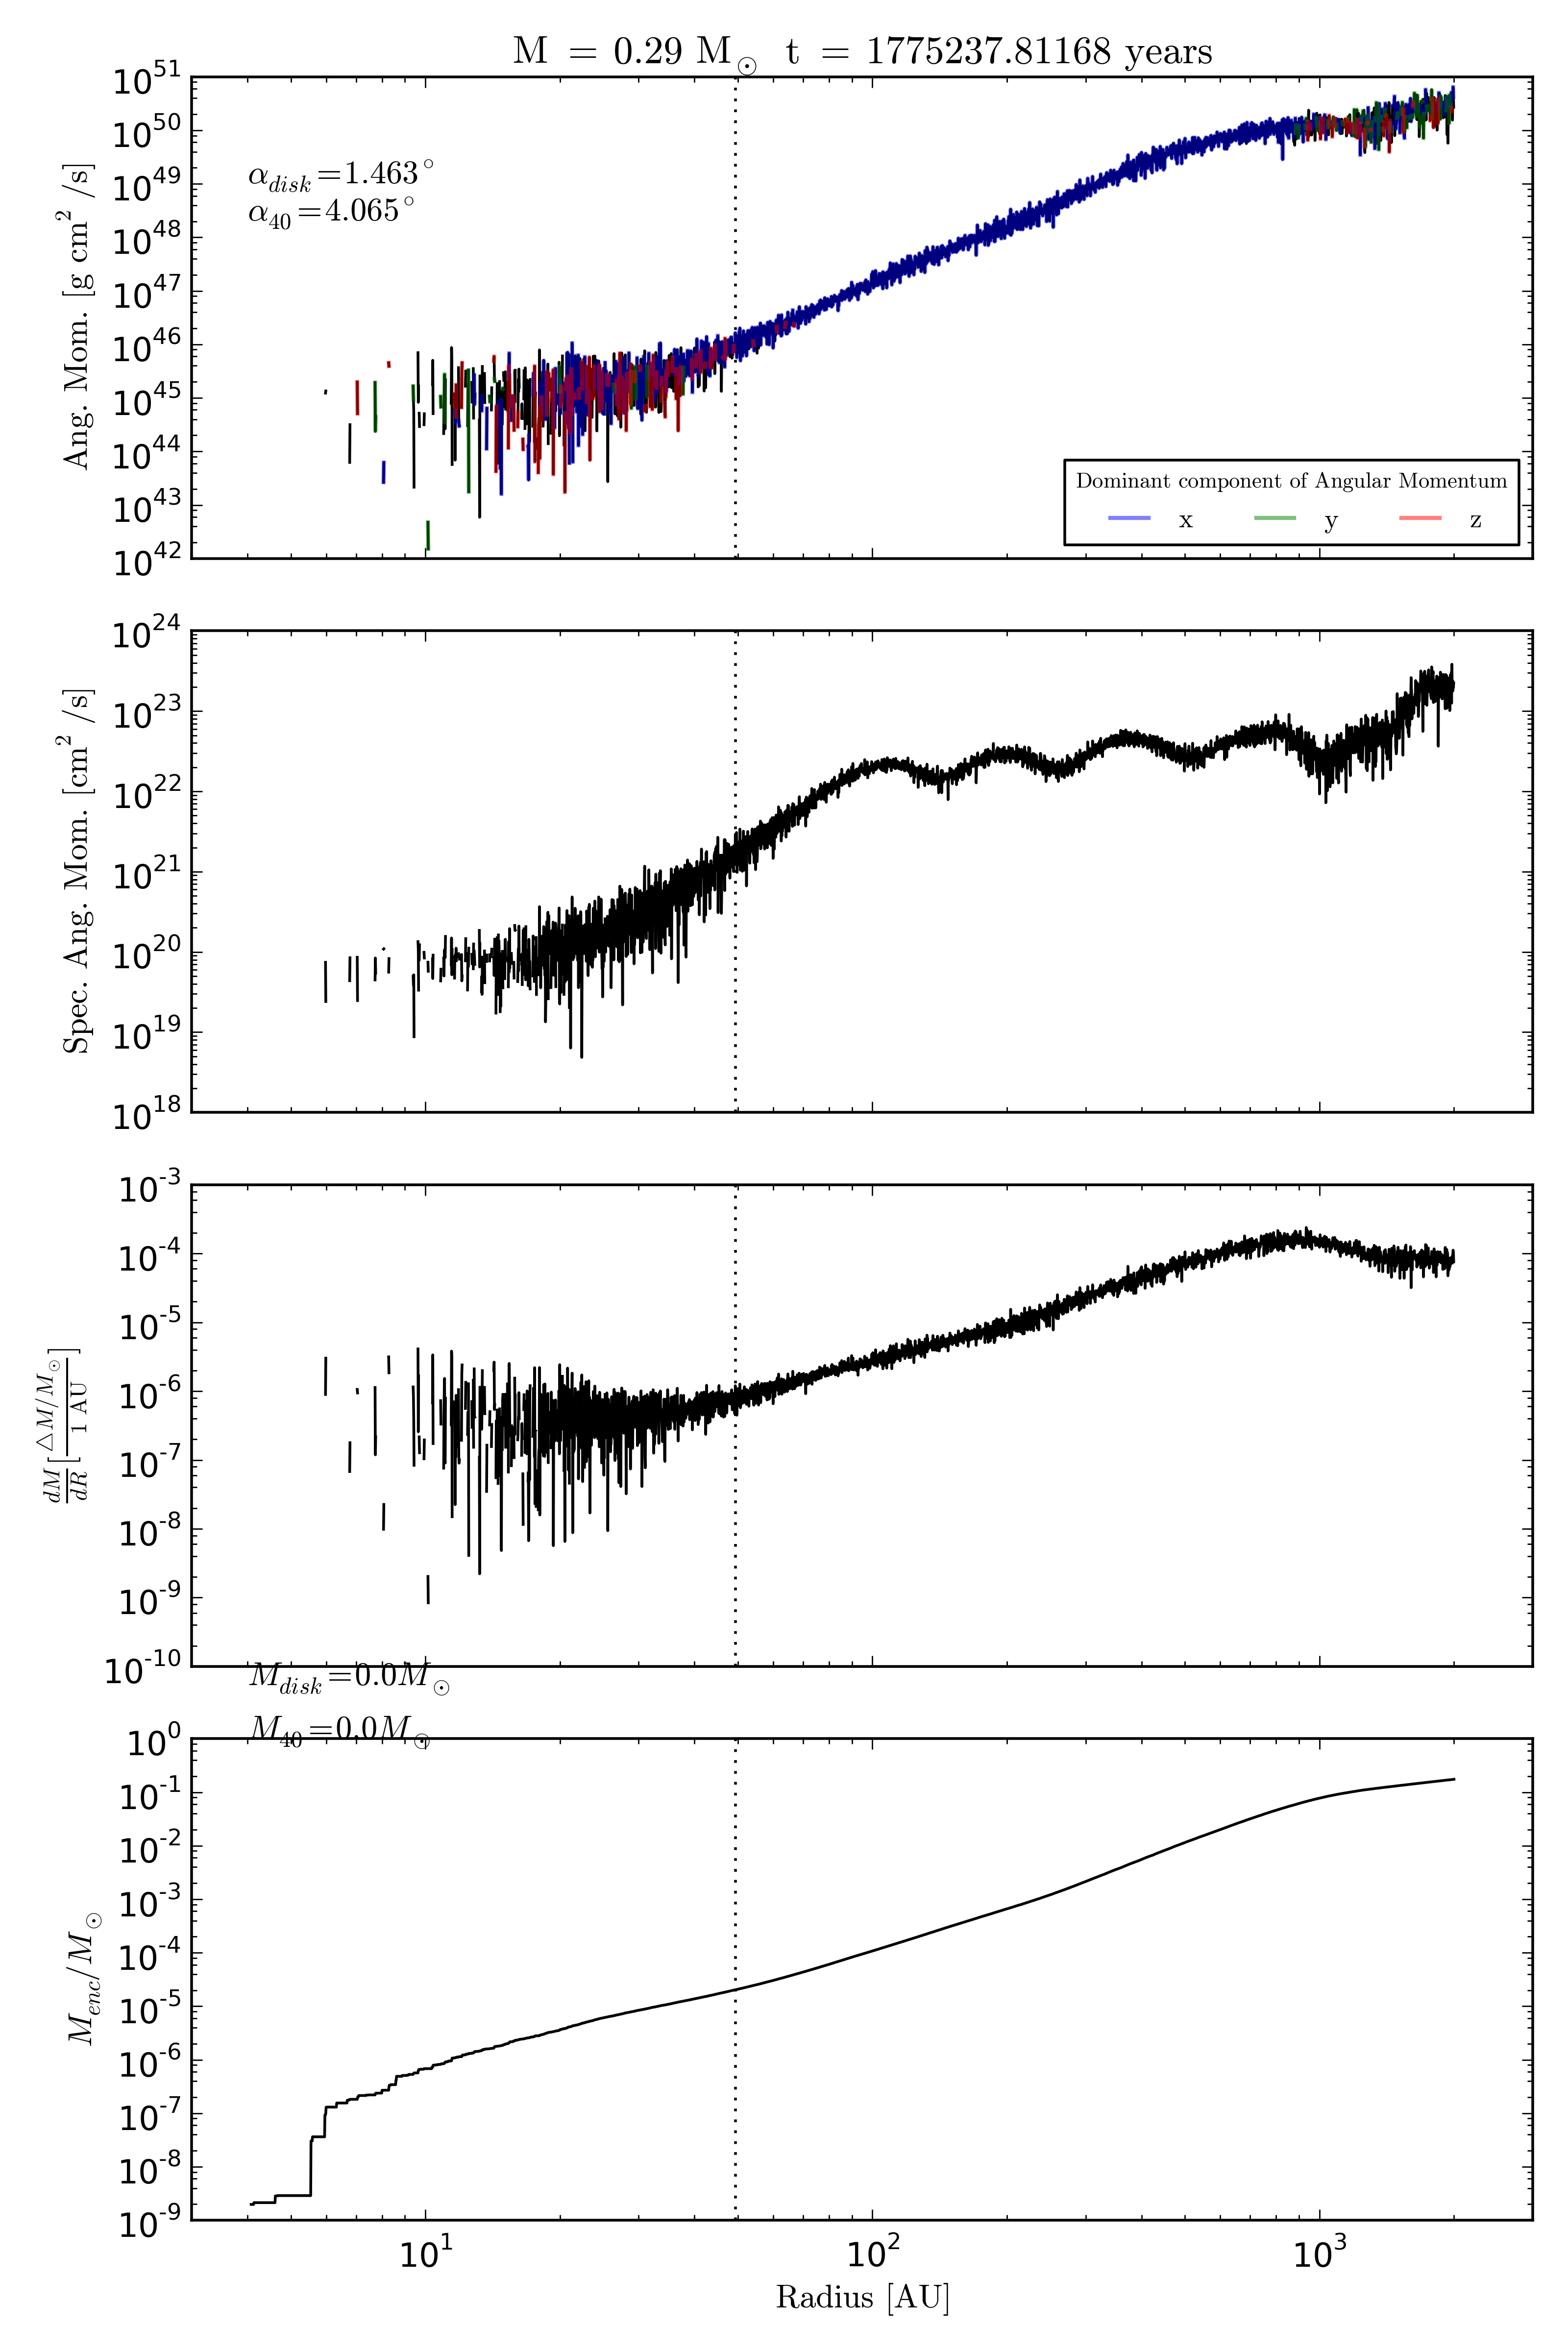 M = 0.29 M⊙ t = 1775237.81168 years
10^51
10^50
10^49
10^48
10^47
10^46
10^45
10^44
10^43
10^42
Ang. Mom. [g cm^2 /s]
α_disk=1.463°
α_40=4.065°
Dominant component of Angular Momentum
x y z
10^24
10^23
10^22
10^21
10^20
10^19
10^18
Spec. Ang. Mom. [cm^2 /s]
10^-3
10^-4
10^-5
10^-6
10^-7
10^-8
10^-9
10^-10
dM/dR [△M/M⊙ / 1 AU]
M_disk=0.0M⊙
M_40=0.0M⊙
10^0
10^-1
10^-2
10^-3
10^-4
10^-5
10^-6
10^-7
10^-8
10^-9
M_enc/M⊙
10^1 10^2 10^3
Radius [AU]